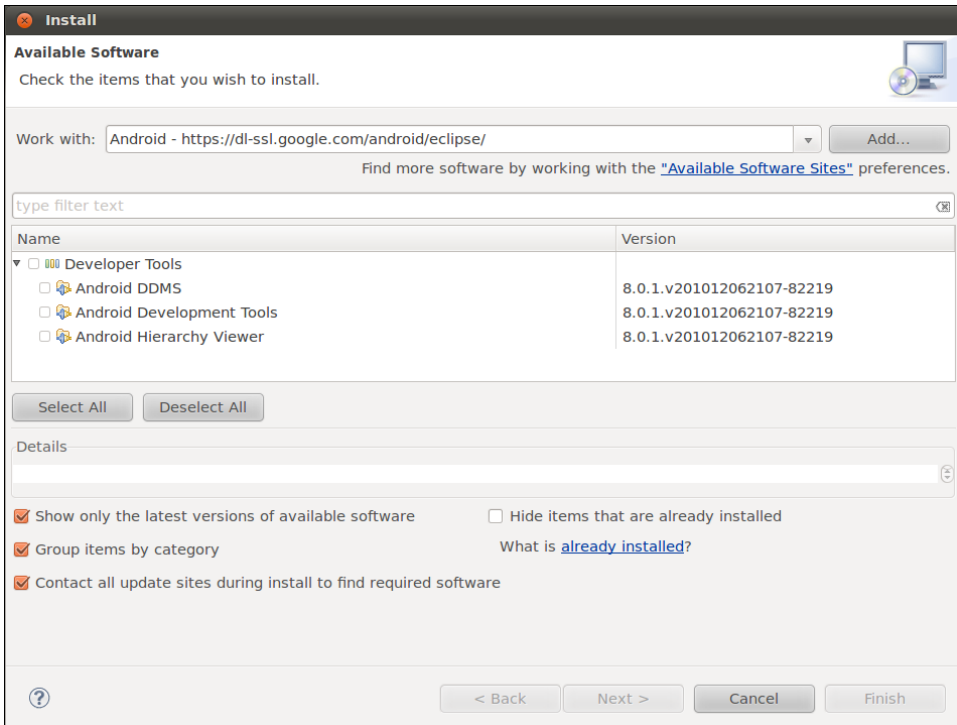 Install
Available Software
Check the items that you wish to install.
Work with: Android - https://dl-ssl.google.com/android/eclipse/ Add...
Find more software by working with the "Available Software Sites" preferences.
type filter text
Name Version
Developer Tools
Android DDMS 8.0.1.v201012062107-82219
Android Development Tools 8.0.1.v201012062107-82219
Android Hierarchy Viewer 8.0.1.v201012062107-82219
Select All Deselect All
Details
Show only the latest versions of available software Hide items that are already installed
Group items by category What is already installed?
Contact all update sites during install to find required software
? < Back Next > Cancel Finish